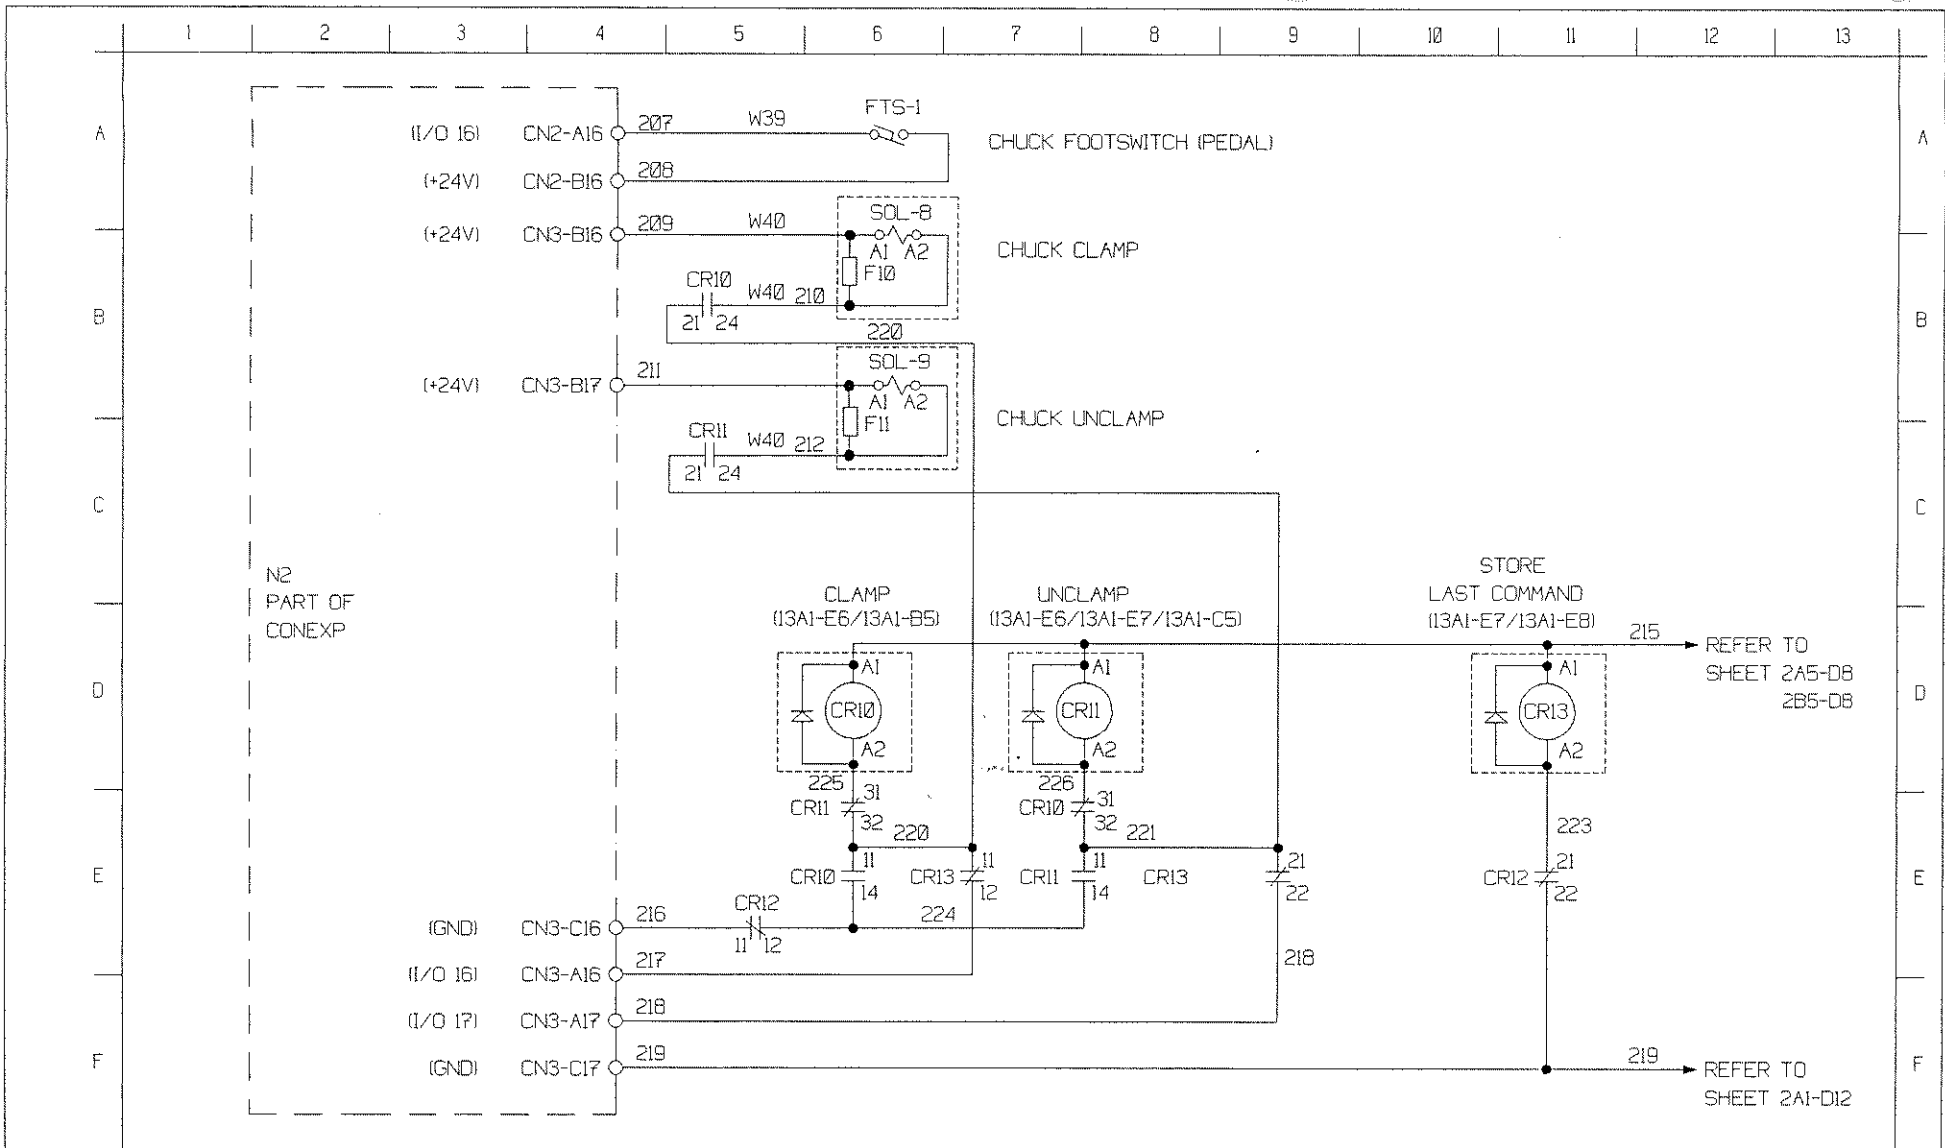 1 2 3 4 5 6 7 8 9 10 11 12 13
A A
(I/O 16) CN2-A16 207 W39 FTS-1
CHUCK FOOTSWITCH (PEDAL)
(+24V) CN2-B16 208
(+24V) CN3-B16 209 W40 SOL-8
A1 A2
F10
CHUCK CLAMP
CR10 W40 210
21 24
B B
220
(+24V) CN3-B17 211 SOL-9
A1 A2
F11
CHUCK UNCLAMP
CR11 W40 212
21 24
C C
N2
PART OF
CONEXP
CLAMP
(13A1-E6/13A1-B5)
UNCLAMP
(13A1-E6/13A1-E7/13A1-C5)
STORE
LAST COMMAND
(13A1-E7/13A1-E8)
215
REFER TO
SHEET 2A5-D8
2B5-D8
D D
A1 A1 A1
CR10 CR11 CR13
A2 A2 A2
225 226
CR11 31 32
CR10 31 32
220 221 223
E E
CR10 11 14
CR13 11 12
CR11 11 14
CR13 21 22
CR12 21 22
(GND) CN3-C16 216 CR12 224
11 12
(I/O 16) CN3-A16 217 218
(I/O 17) CN3-A17 218
F F
(GND) CN3-C17 219 219
REFER TO
SHEET 2A1-D12